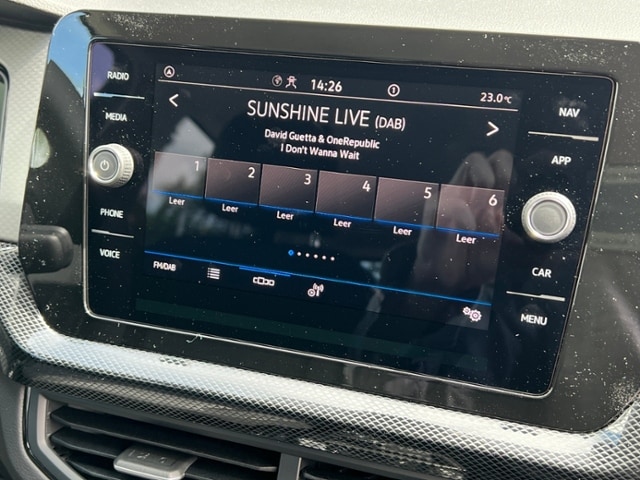 RADIO
MEDIA
PHONE
VOICE
14:26
23.0°C
SUNSHINE LIVE (DAB)
David Guetta & OneRepublic
I Don't Wanna Wait
1 2 3 4 5 6
Leer Leer Leer Leer Leer Leer
FM/DAB
NAV
APP
CAR
MENU